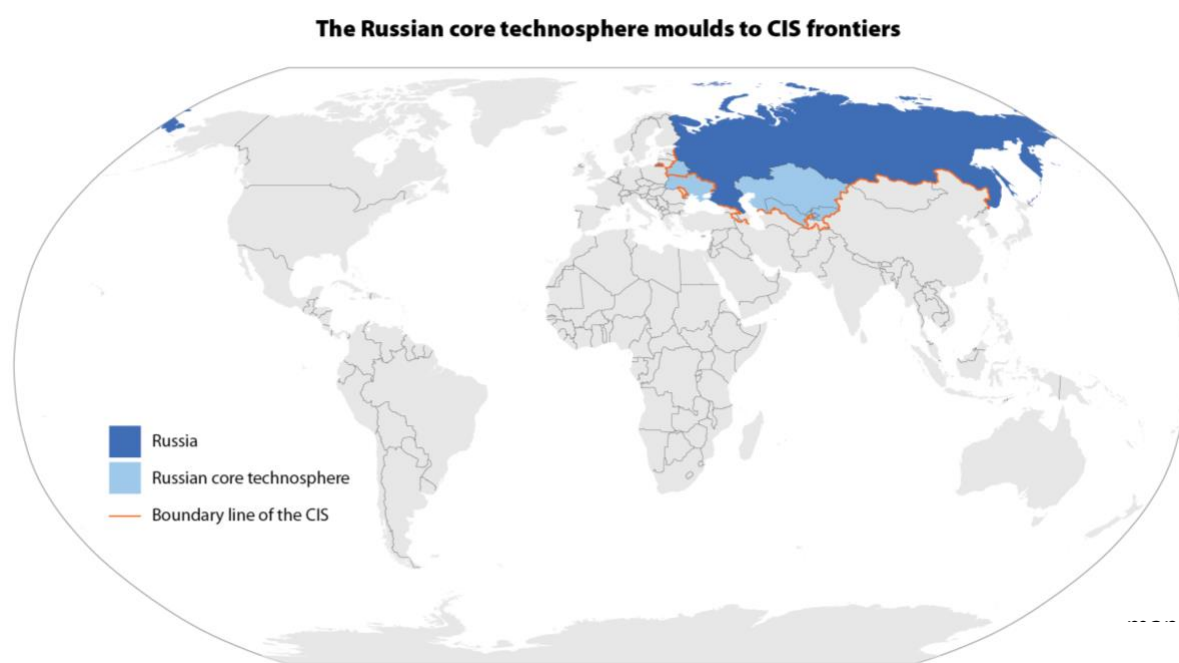 The Russian core technosphere moulds to CIS frontiers
Russia
Russian core technosphere
Boundary line of the CIS